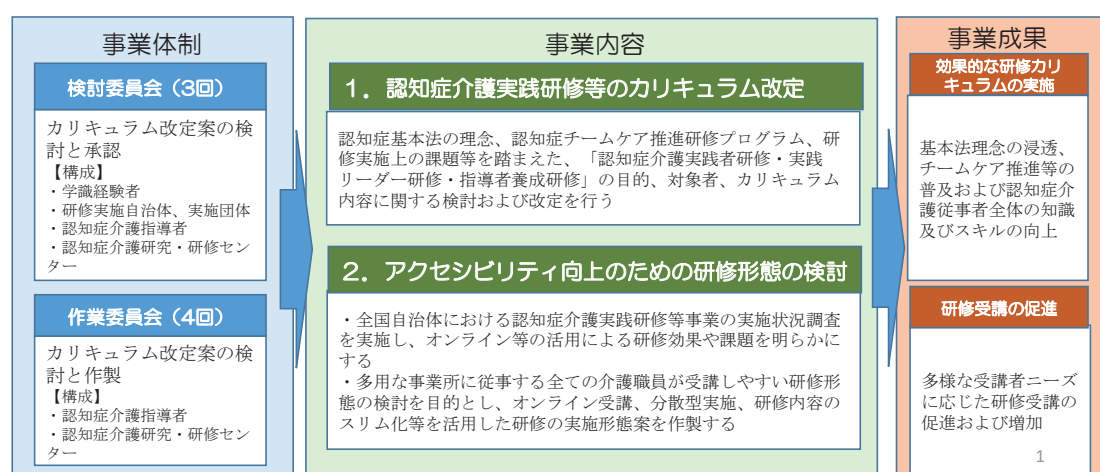 事業体制
検討委員会（3回）
カリキュラム改定案の検
討と承認
【構成】
・学識経験者
・研修実施自治体、実施団体
・認知症介護指導者
・認知症介護研究・研修セン
ター
作業委員会（4回）
カリキュラム改定案の検
討と作製
【構成】
・認知症介護指導者
・認知症介護研究・研修セン
ター
事業内容
１．認知症介護実践研修等のカリキュラム改定
認知症基本法の理念、認知症チームケア推進研修プログラム、研
修実施上の課題等を踏まえた、「認知症介護実践者研修・実践
リーダー研修・指導者養成研修」の目的、対象者、カリキュラム
内容に関する検討および改定を行う
２．アクセシビリティ向上のための研修形態の検討
・全国自治体における認知症介護実践研修等事業の実施状況調査
を実施し、オンライン等の活用による研修効果や課題を明らかに
する
・多用な事業所に従事する全ての介護職員が受講しやすい研修形
態の検討を目的とし、オンライン受講、分散型実施、研修内容の
スリム化等を活用した研修の実施形態案を作製する
事業成果
効果的な研修カリ
キュラムの実施
基本法理念の浸透、
チームケア推進等の
普及および認知症介
護従事者全体の知識
及びスキルの向上
研修受講の促進
多様な受講者ニーズ
に応じた研修受講の
促進および増加
1